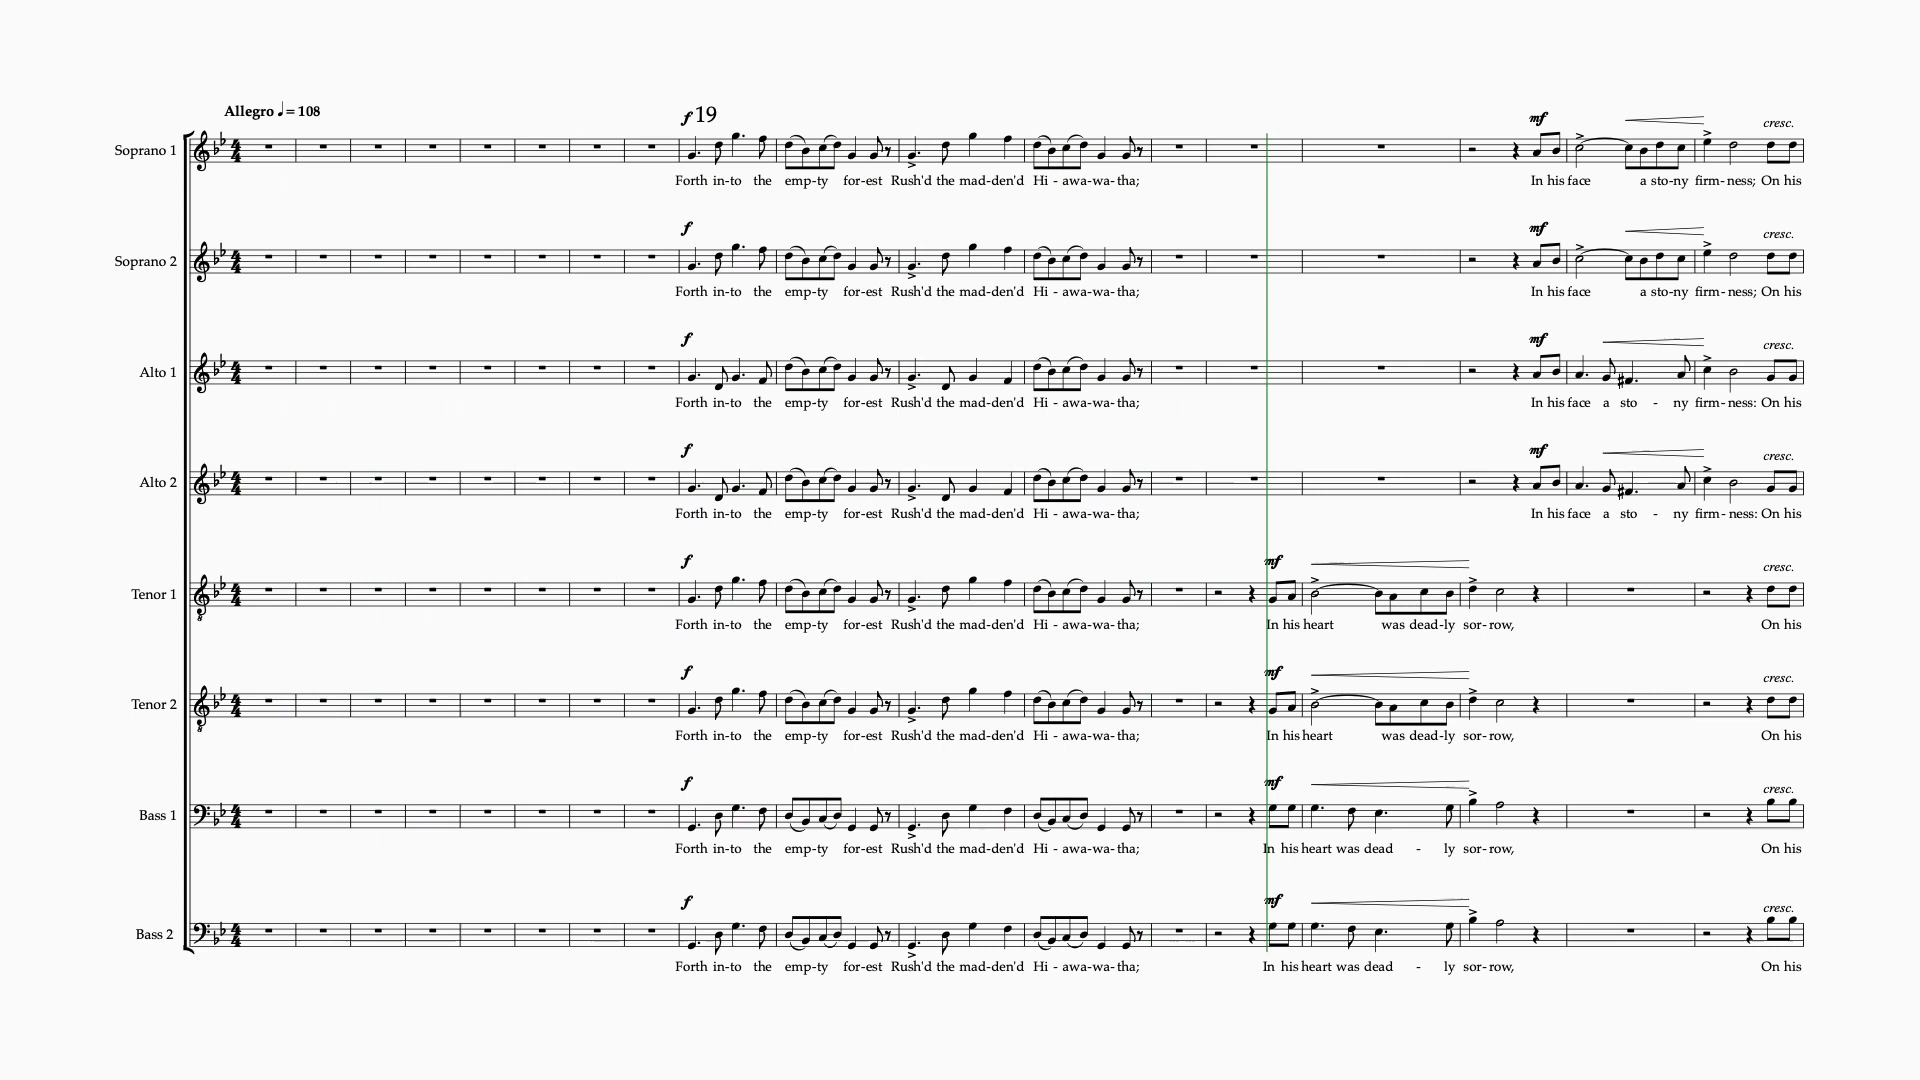 Allegro ♩= 108
f 19
mf
cresc.
Soprano 1
Forth in-to the emp-ty for-est Rush'd the mad-den'd Hi - awa-wa-tha; In his face a sto-ny firm-ness; On his
f
mf
cresc.
Soprano 2
Forth in-to the emp-ty for-est Rush'd the mad-den'd Hi - awa-wa-tha; In his face a sto-ny firm-ness; On his
f
mf
cresc.
Alto 1
Forth in-to the emp-ty for-est Rush'd the mad-den'd Hi - awa-wa-tha; In his face a sto - ny firm-ness: On his
f
mf
cresc.
Alto 2
Forth in-to the emp-ty for-est Rush'd the mad-den'd Hi - awa-wa-tha; In his face a sto - ny firm-ness: On his
f
mf
cresc.
Tenor 1
Forth in-to the emp-ty for-est Rush'd the mad-den'd Hi - awa-wa-tha; In his heart was dead-ly sor-row, On his
f
mf
cresc.
Tenor 2
Forth in-to the emp-ty for-est Rush'd the mad-den'd Hi - awa-wa-tha; In his heart was dead-ly sor-row, On his
f
mf
cresc.
Bass 1
Forth in-to the emp-ty for-est Rush'd the mad-den'd Hi - awa-wa-tha; In his heart was dead - ly sor-row, On his
f
mf
cresc.
Bass 2
Forth in-to the emp-ty for-est Rush'd the mad-den'd Hi - awa-wa-tha; In his heart was dead - ly sor-row, On his